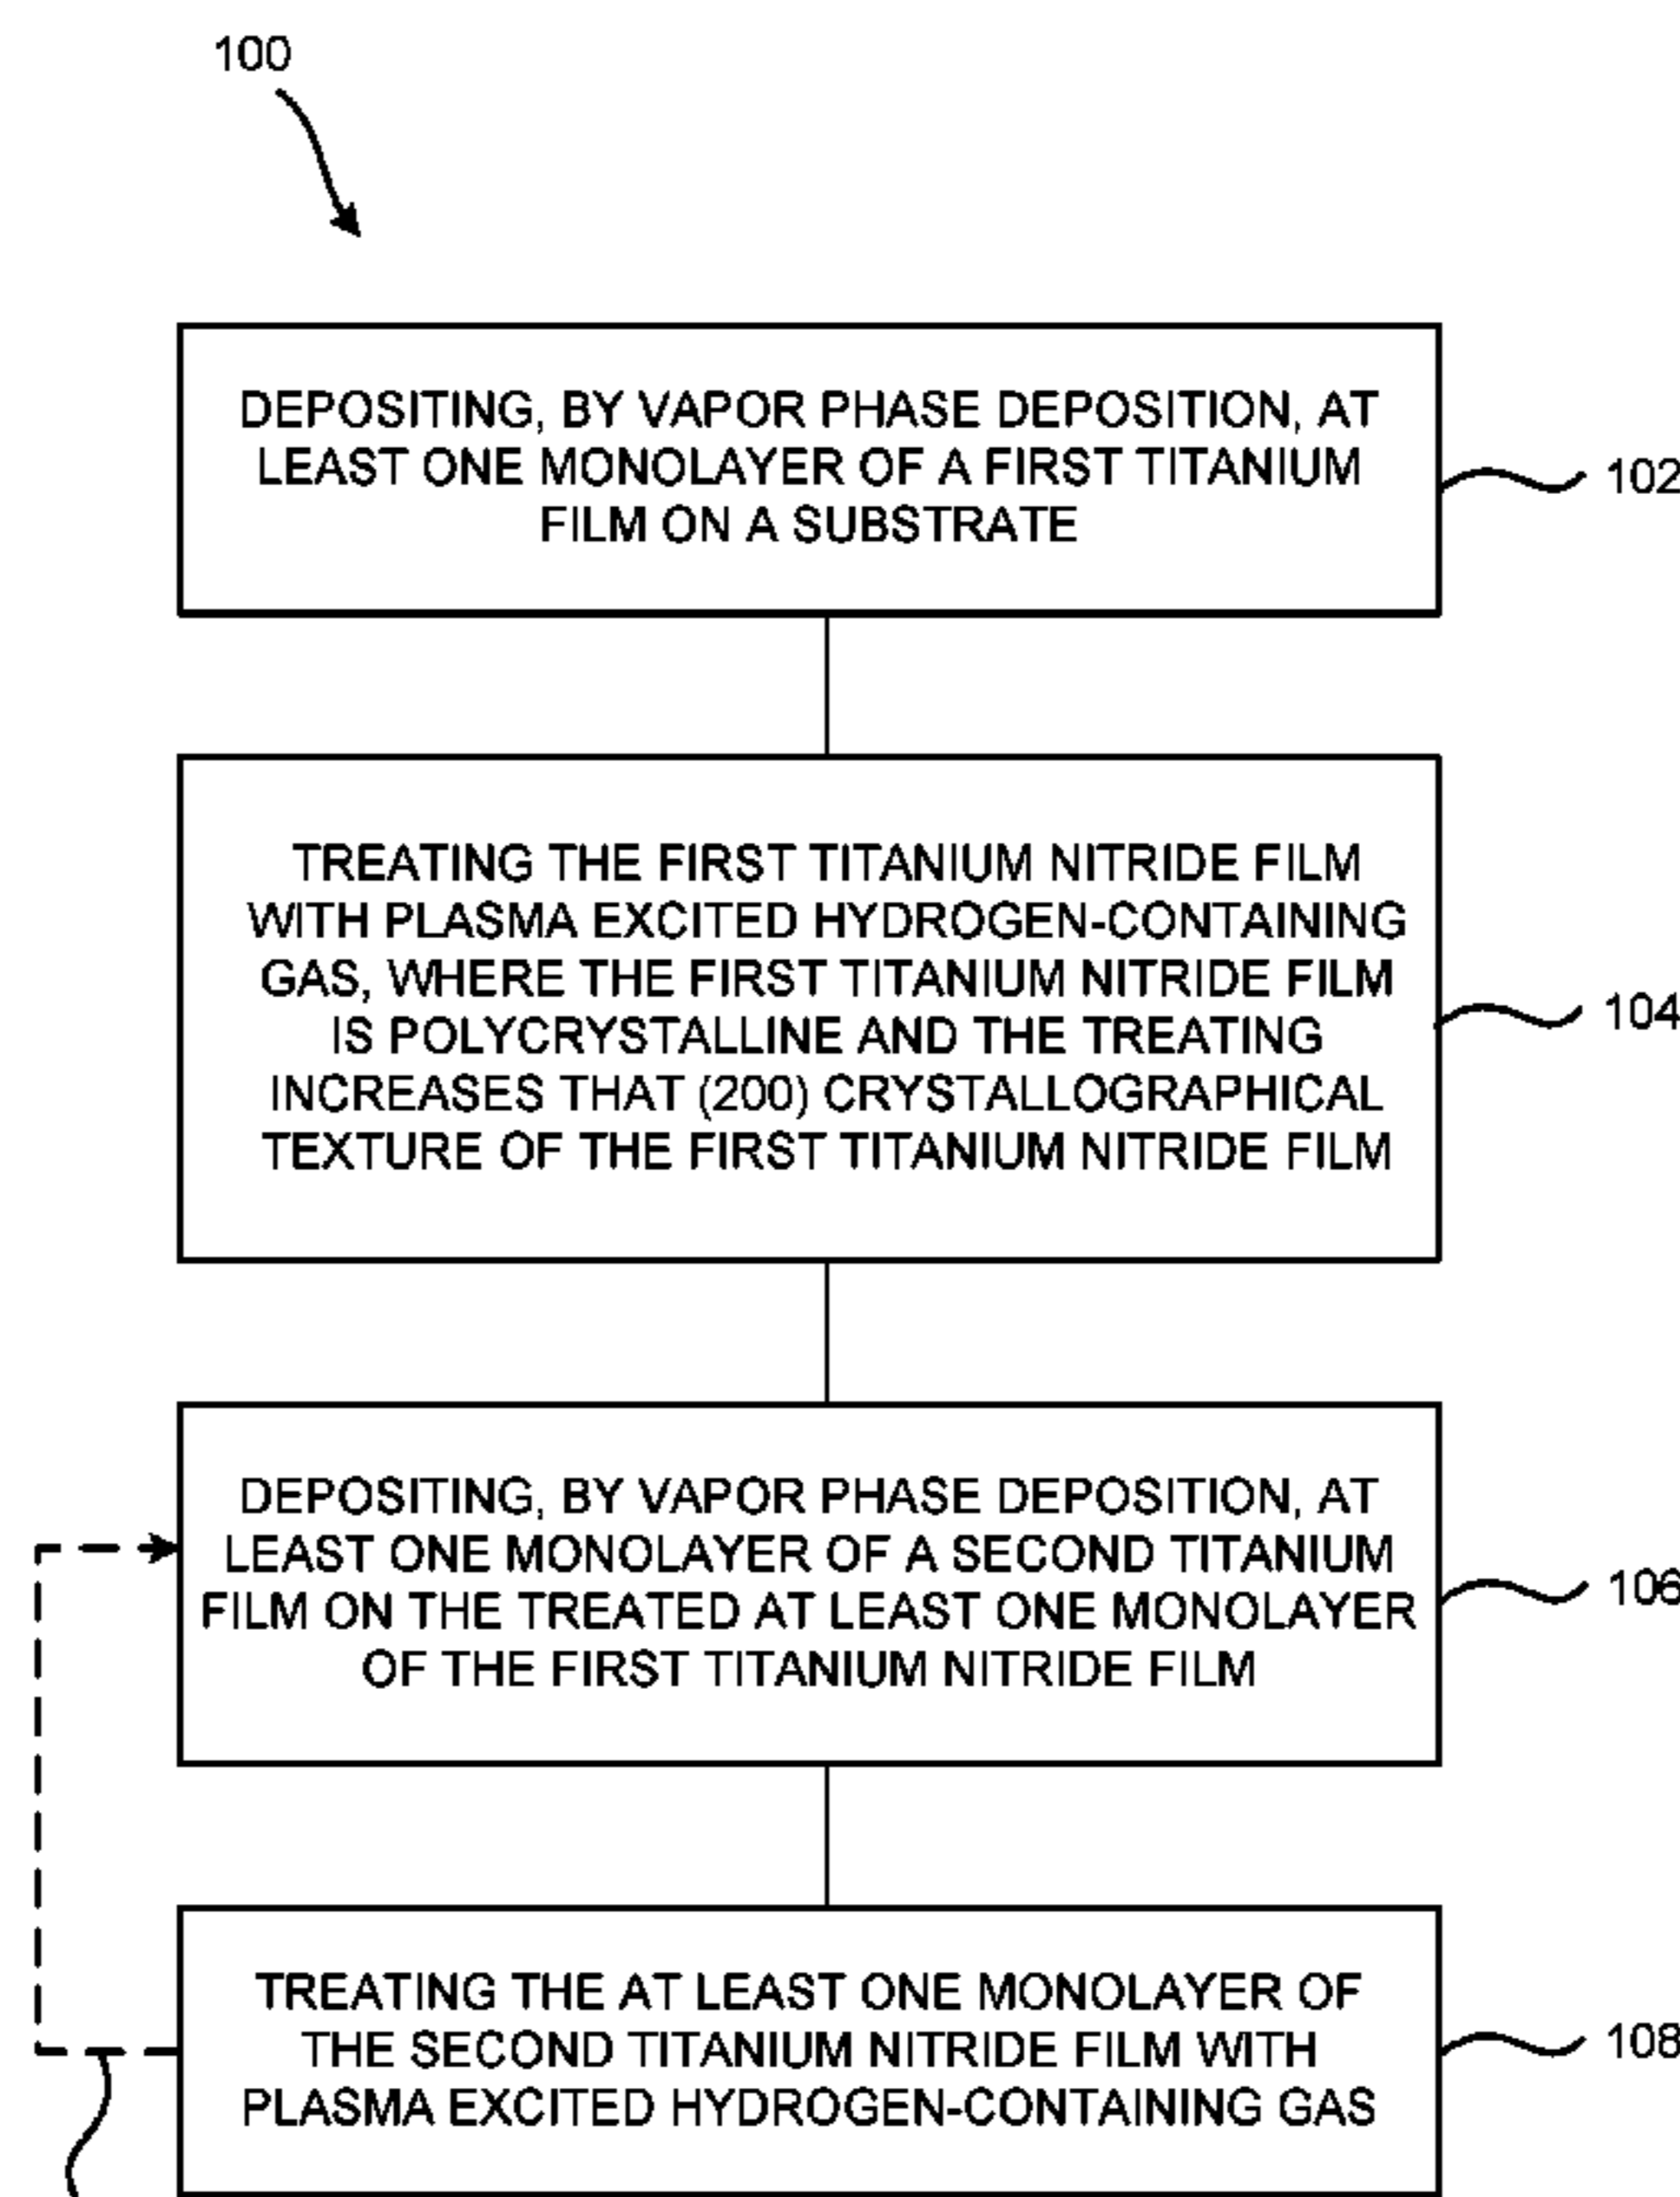 100
DEPOSITING, BY VAPOR PHASE DEPOSITION, AT
LEAST ONE MONOLAYER OF A FIRST TITANIUM
FILM ON A SUBSTRATE
102
TREATING THE FIRST TITANIUM NITRIDE FILM
WITH PLASMA EXCITED HYDROGEN-CONTAINING
GAS, WHERE THE FIRST TITANIUM NITRIDE FILM
IS POLYCRYSTALLINE AND THE TREATING
INCREASES THAT (200) CRYSTALLOGRAPHICAL
TEXTURE OF THE FIRST TITANIUM NITRIDE FILM
104
DEPOSITING, BY VAPOR PHASE DEPOSITION, AT
LEAST ONE MONOLAYER OF A SECOND TITANIUM
FILM ON THE TREATED AT LEAST ONE MONOLAYER
OF THE FIRST TITANIUM NITRIDE FILM
106
TREATING THE AT LEAST ONE MONOLAYER OF
THE SECOND TITANIUM NITRIDE FILM WITH
PLASMA EXCITED HYDROGEN-CONTAINING GAS
108